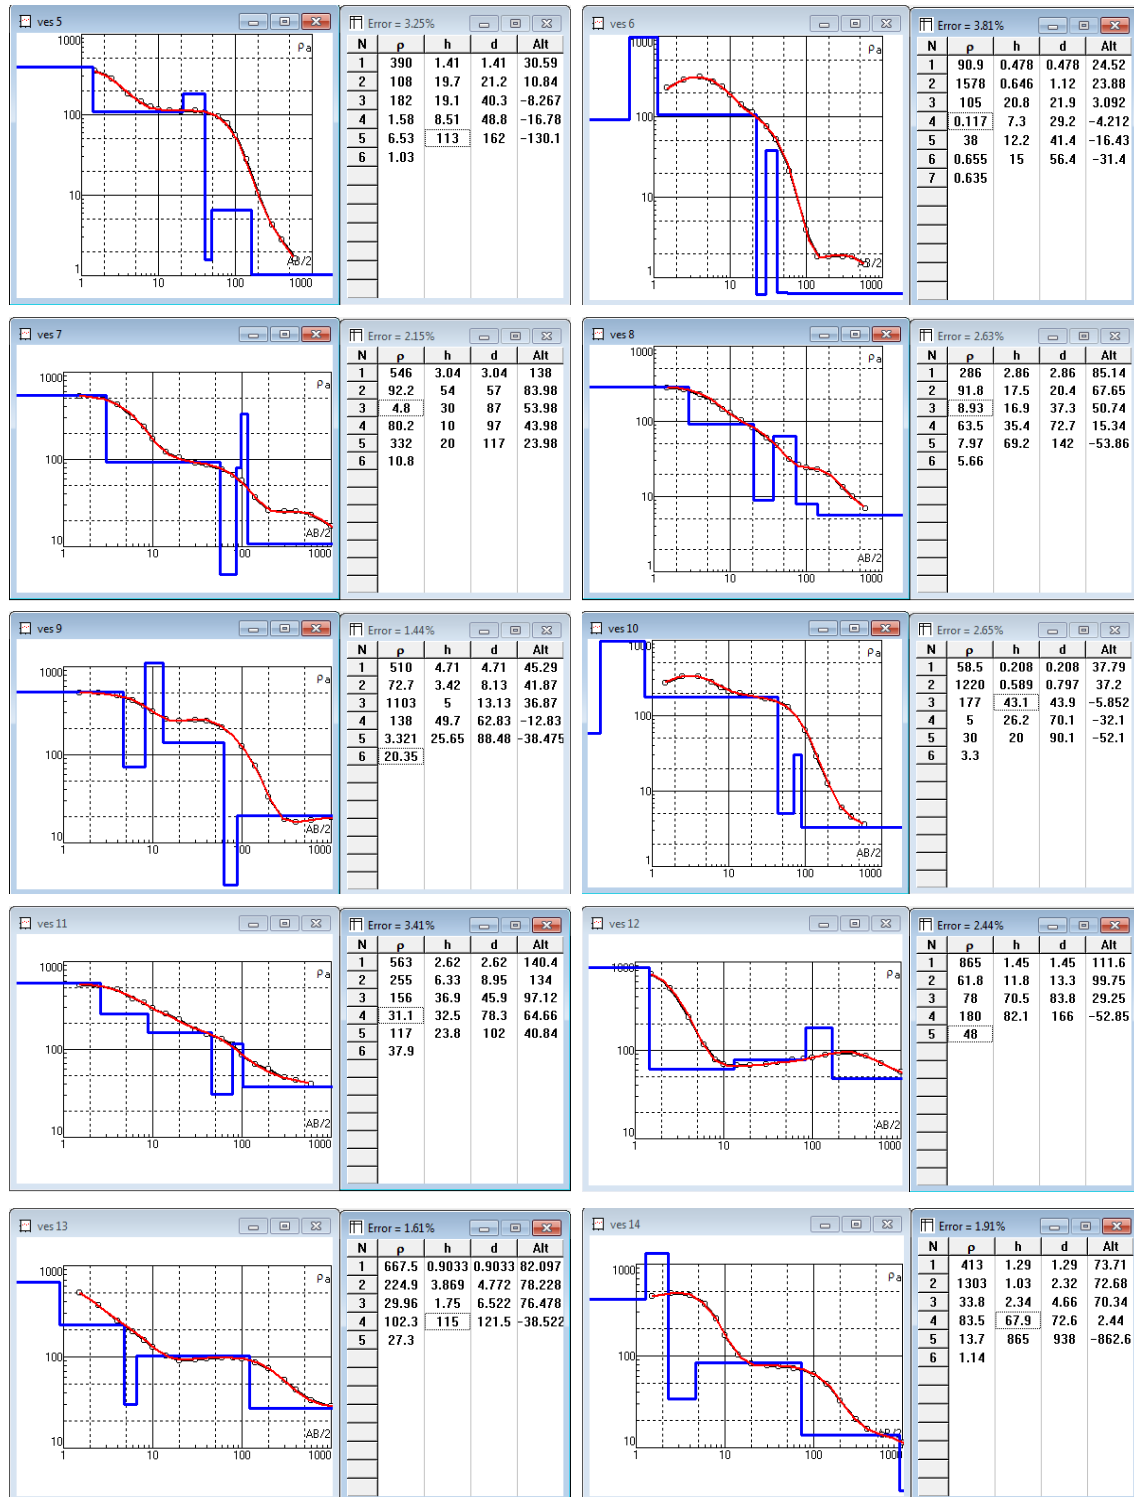 ves 5
Error = 3.25%
1000
ρa
100
10
1
AB/2
1 10 100 1000
N ρ h d Alt
1 390 1.41 1.41 30.59
2 108 19.7 21.2 10.84
3 182 19.1 40.3 -8.267
4 1.58 8.51 48.8 -16.78
5 6.53 113 162 -130.1
6 1.03
ves 6
Error = 3.81%
1000
ρa
100
10
1
AB/2
1 10 100 1000
N ρ h d Alt
1 90.9 0.478 0.478 24.52
2 1578 0.646 1.12 23.88
3 105 20.8 21.9 3.092
4 0.117 7.3 29.2 -4.212
5 38 12.2 41.4 -16.43
6 0.655 15 56.4 -31.4
7 0.635
ves 7
Error = 2.15%
1000
ρa
100
10
AB/2
1 10 100 1000
N ρ h d Alt
1 546 3.04 3.04 138
2 92.2 54 57 83.98
3 4.8 30 87 53.98
4 80.2 10 97 43.98
5 332 20 117 23.98
6 10.8
ves 8
Error = 2.63%
1000
ρa
100
10
1
AB/2
1 10 100 1000
N ρ h d Alt
1 286 2.86 2.86 85.14
2 91.8 17.5 20.4 67.65
3 8.93 16.9 37.3 50.74
4 63.5 35.4 72.7 15.34
5 7.97 69.2 142 -53.86
6 5.66
ves 9
Error = 1.44%
1000
ρa
100
10
AB/2
1 10 100 1000
N ρ h d Alt
1 510 4.71 4.71 45.29
2 72.7 3.42 8.13 41.87
3 1103 5 13.13 36.87
4 138 49.7 62.83 -12.83
5 3.321 25.65 88.48 -38.475
6 20.35
ves 10
Error = 2.65%
1000
ρa
100
10
1
AB/2
1 10 100 1000
N ρ h d Alt
1 58.5 0.208 0.208 37.79
2 1220 0.589 0.797 37.2
3 177 43.1 43.9 -5.852
4 5 26.2 70.1 -32.1
5 30 20 90.1 -52.1
6 3.3
ves 11
Error = 3.41%
1000
ρa
100
10
AB/2
1 10 100 1000
N ρ h d Alt
1 563 2.62 2.62 140.4
2 255 6.33 8.95 134
3 156 36.9 45.9 97.12
4 31.1 32.5 78.3 64.66
5 117 23.8 102 40.84
6 37.9
ves 12
Error = 2.44%
1000
ρa
100
10
AB/2
1 10 100 1000
N ρ h d Alt
1 865 1.45 1.45 111.6
2 61.8 11.8 13.3 99.75
3 78 70.5 83.8 29.25
4 180 82.1 166 -52.85
5 48
ves 13
Error = 1.61%
1000
ρa
100
10
AB/2
1 10 100 1000
N ρ h d Alt
1 667.5 0.9033 0.9033 82.097
2 224.9 3.869 4.772 78.228
3 29.96 1.75 6.522 76.478
4 102.3 115 121.5 -38.522
5 27.3
ves 14
Error = 1.91%
1000
ρa
100
10
AB/2
1 10 100 1000
N ρ h d Alt
1 413 1.29 1.29 73.71
2 1303 1.03 2.32 72.68
3 33.8 2.34 4.66 70.34
4 83.5 67.9 72.6 2.44
5 13.7 865 938 -862.6
6 1.14